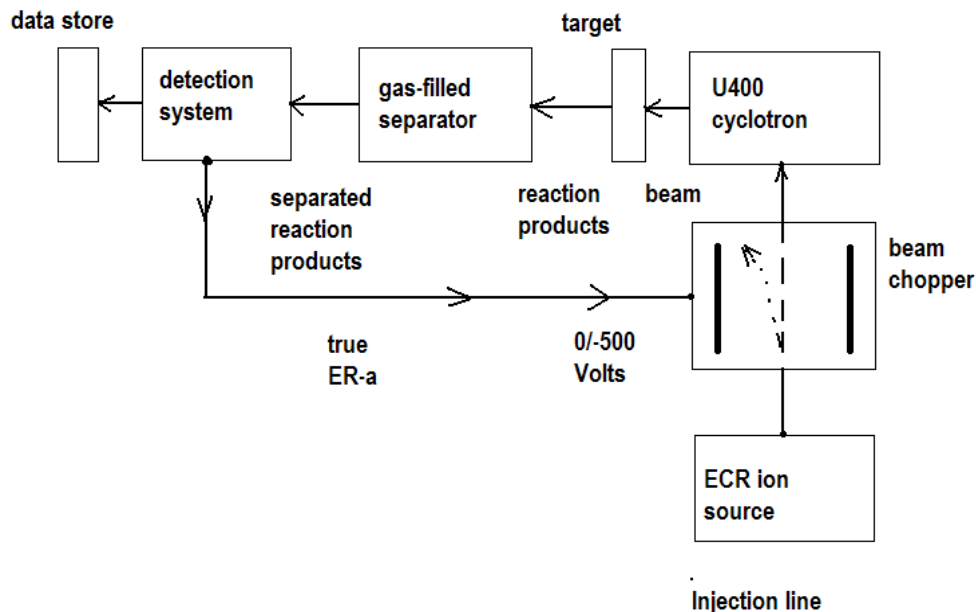 data store
detection
system
gas-filled
separator
target
U400
cyclotron
separated
reaction
products
reaction
products
beam
beam
chopper
true
ER-a
0/-500
Volts
ECR ion
source
Injection line